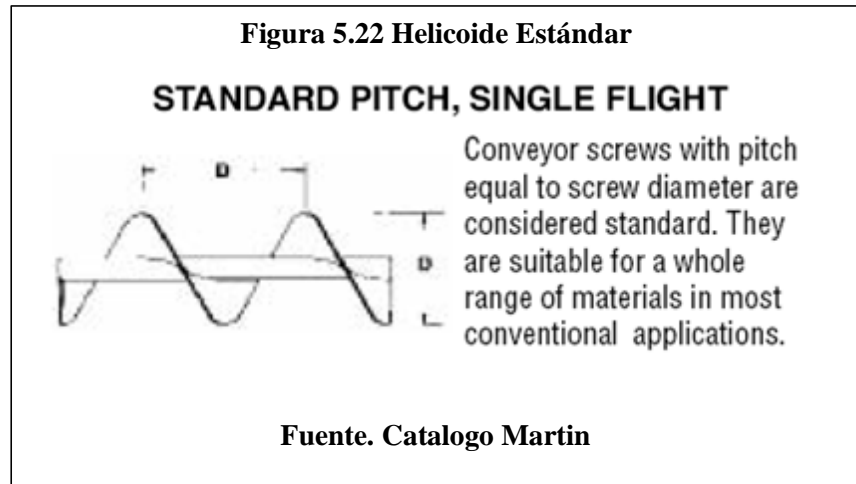 Figura 5.22 Helicoide Estándar
STANDARD PITCH, SINGLE FLIGHT
D
Conveyor screws with pitch
equal to screw diameter are
considered standard. They
D
are suitable for a whole
range of materials in most
conventional applications.
Fuente. Catalogo Martin